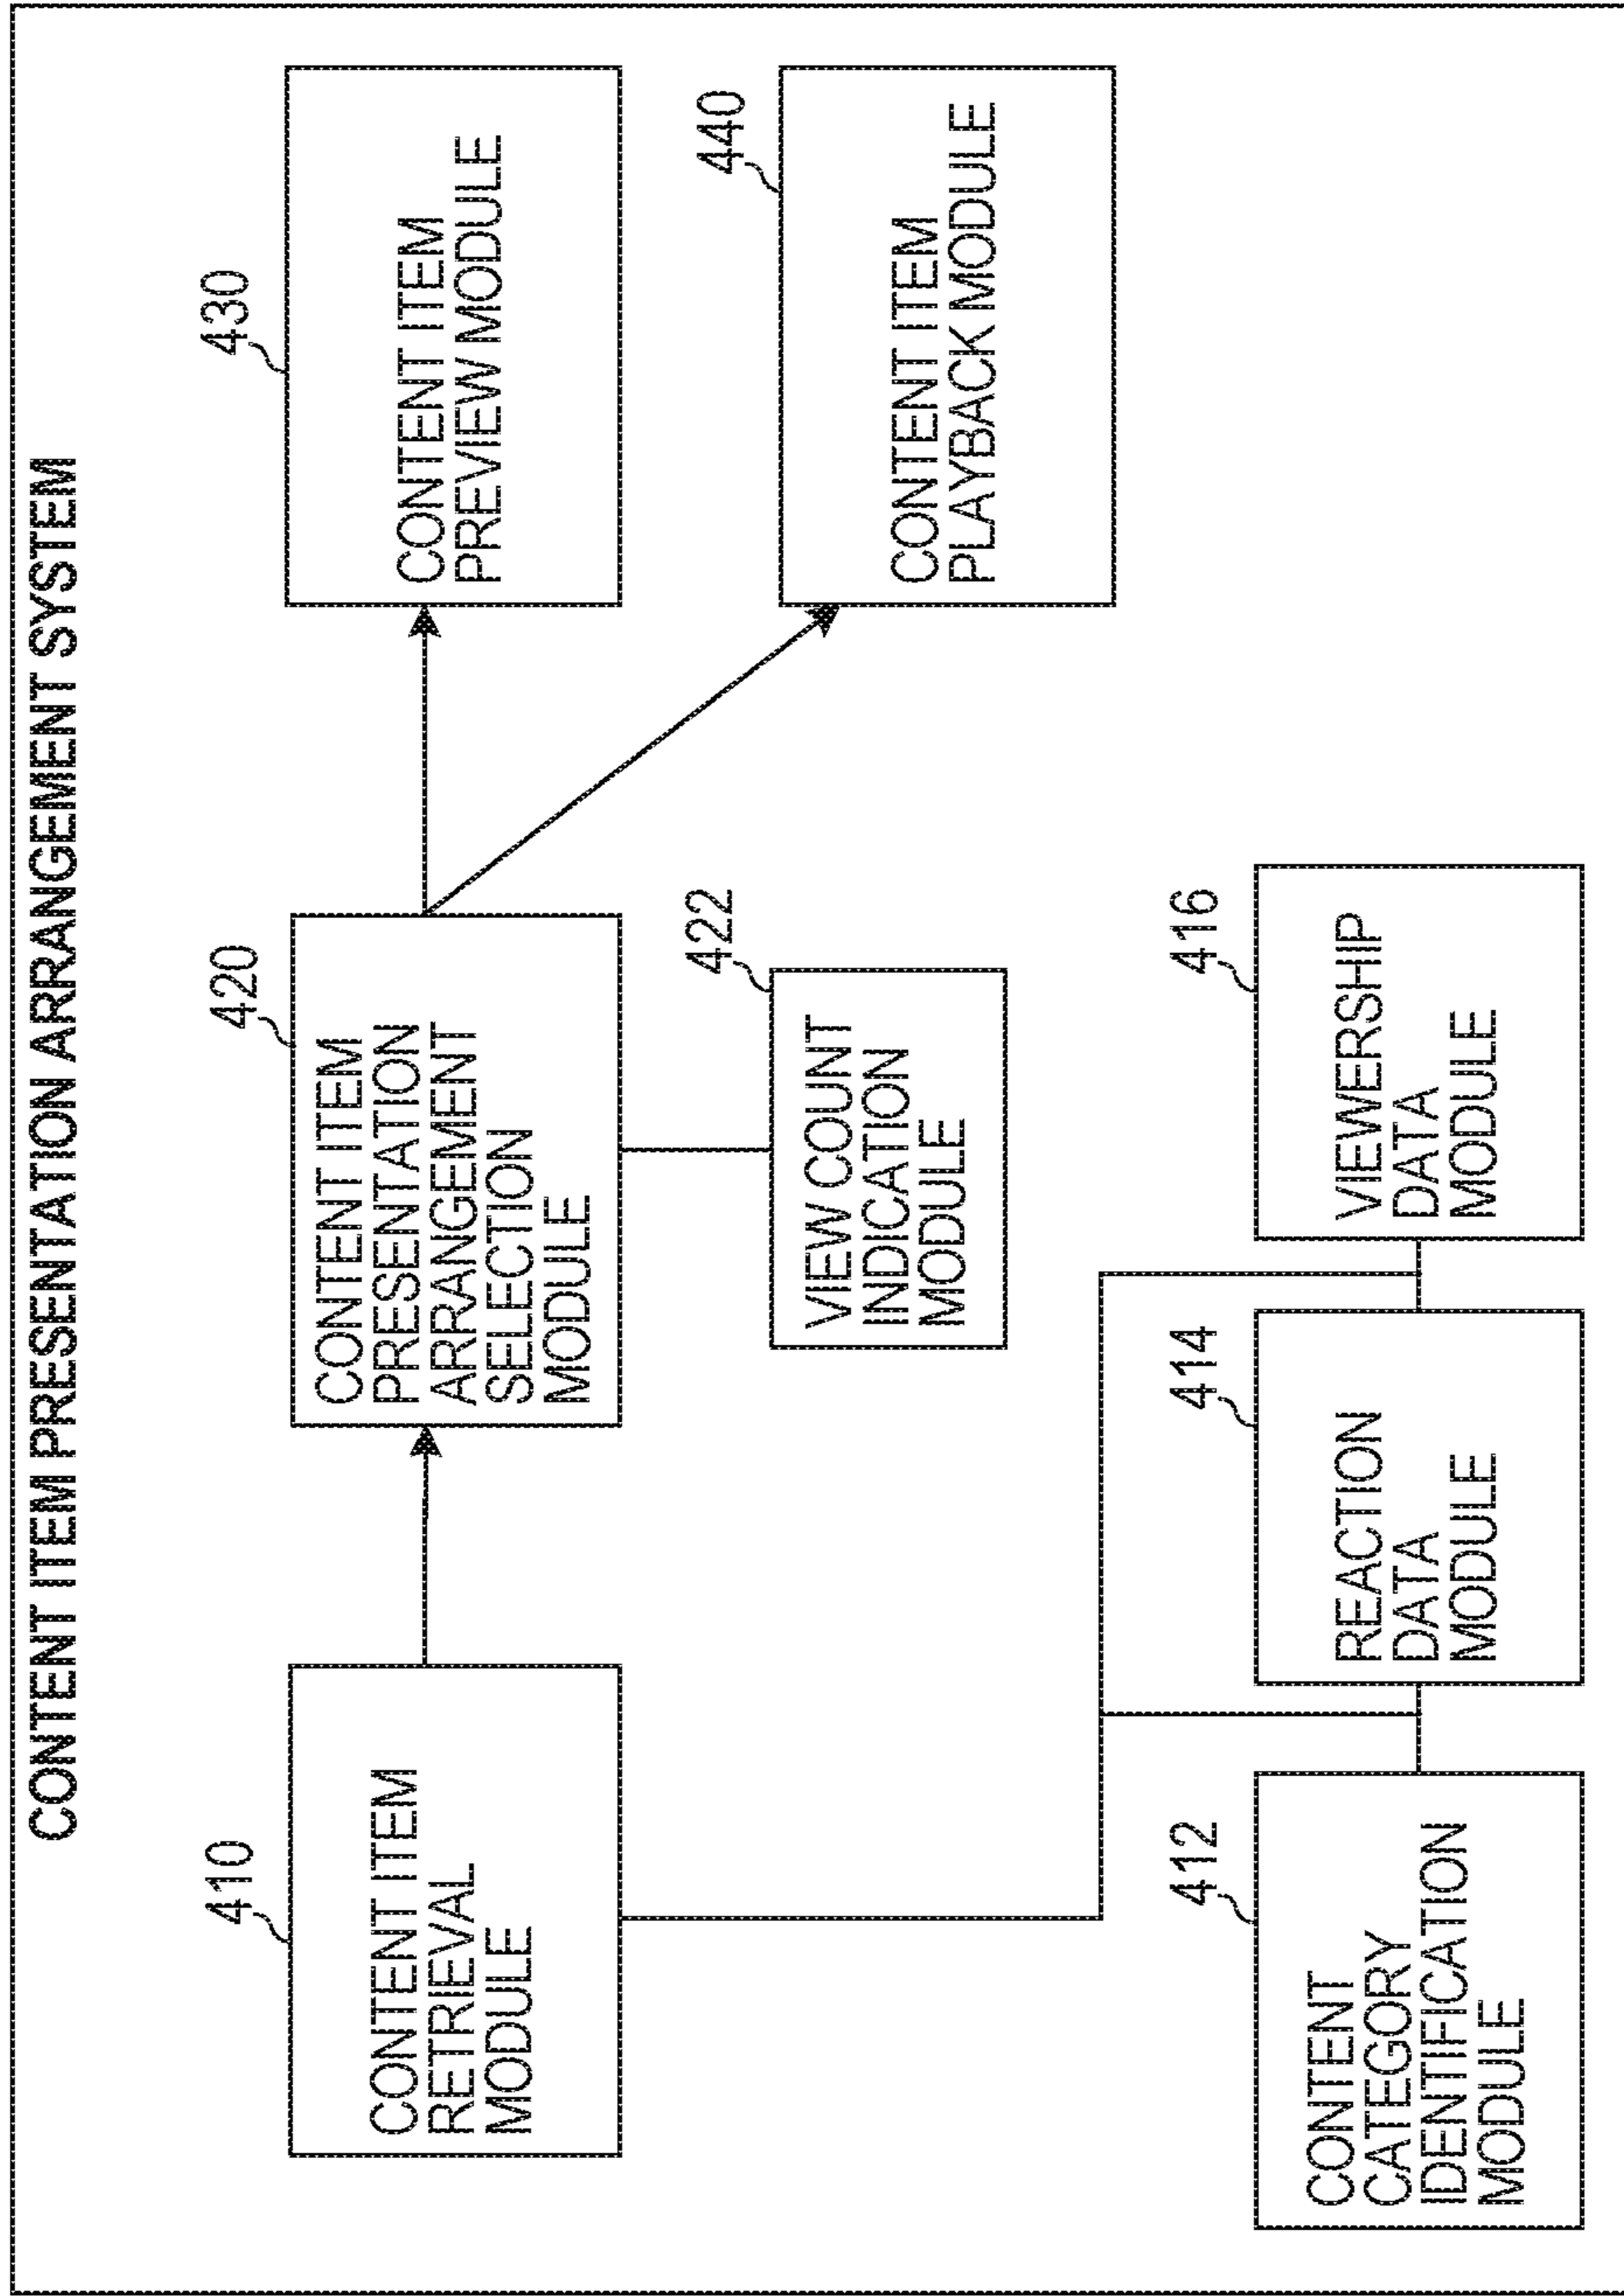 CONTENT ITEM PRESENTATION ARRANGEMENT SYSTEM
410
CONTENT ITEM
RETRIEVAL
MODULE
420
CONTENT ITEM
PRESENTATION
ARRANGEMENT
SELECTION
MODULE
430
CONTENT ITEM
PREVIEW MODULE
422
VIEW COUNT
INDICATION
MODULE
440
CONTENT ITEM
PLAYBACK MODULE
412
CONTENT
CATEGORY
IDENTIFICATION
MODULE
414
REACTION
DATA
MODULE
416
VIEWERSHIP
DATA
MODULE